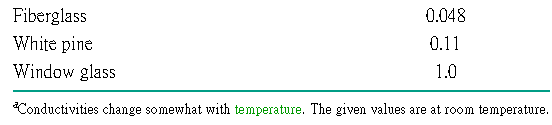 Fiberglass 0.048
White pine 0.11
Window glass 1.0
aConductivities change somewhat with temperature. The given values are at room temperature.